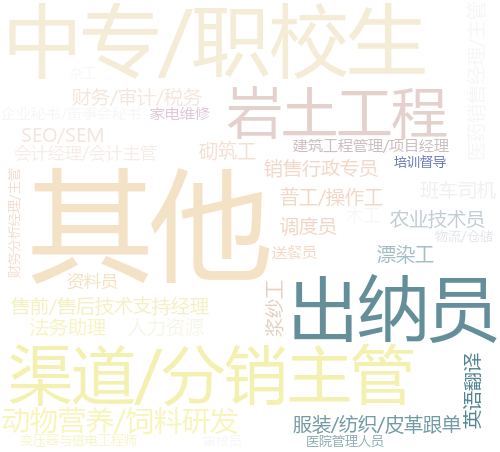 中专/职校生
杂工
财务/审计/税务
企业秘书/董事会秘书
家电维修
岩土工程
医药销售经理/主管
SEO/SEM
会计经理/会计主管
砌筑工
建筑工程管理/项目经理
培训督导
销售行政专员
财务分析经理/主管
其他
普工/操作工
班车司机
木工
农业技术员
调度员
物流/仓储
送餐员
漂染工
资料员
浆纱工
出纳员
售前/售后技术支持经理
法务助理
人力资源
渠道/分销主管
英语翻译
动物营养/饲料研发
服装/纺织/皮革跟单
变压器与磁电工程师
审核员
医院管理人员